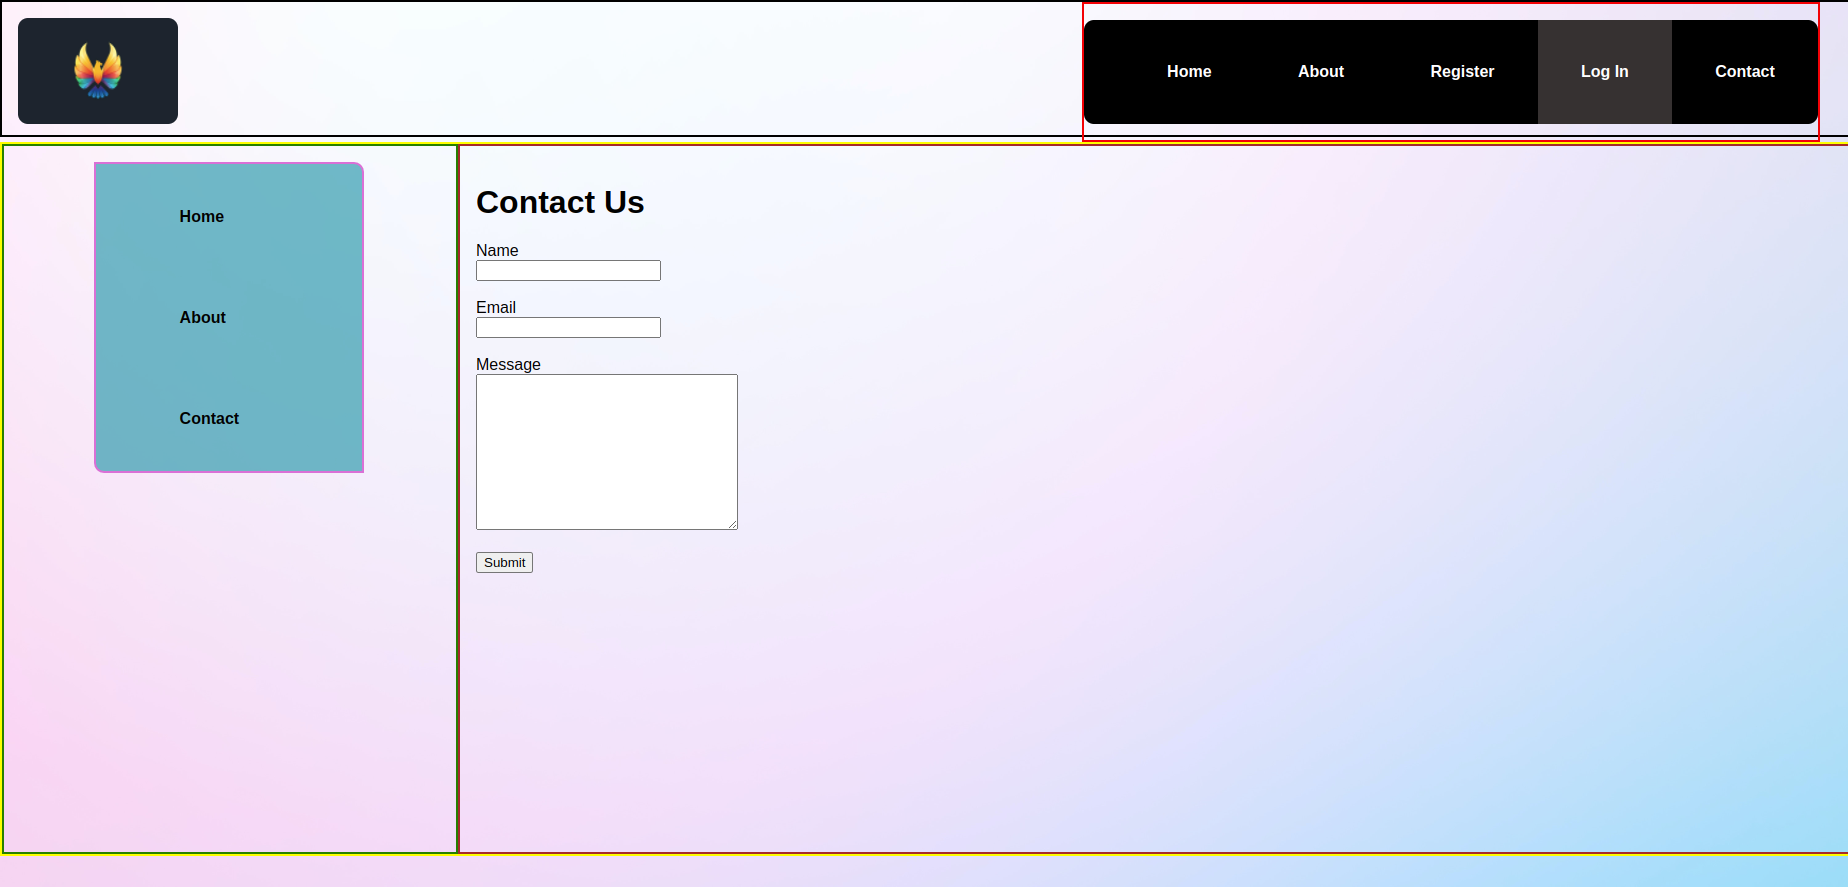 Home About Register Log In Contact
Home
About
Contact
Contact Us
Name
Email
Message
Submit